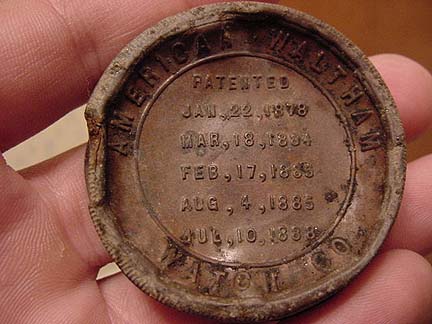 AMERICAN WALTHAM
WATCH CO.
PATENTED
JAN, 22, 1878
MAR, 18, 1884
FEB, 17, 1885
AUG, 4, 1885
JUL, 10, 1888